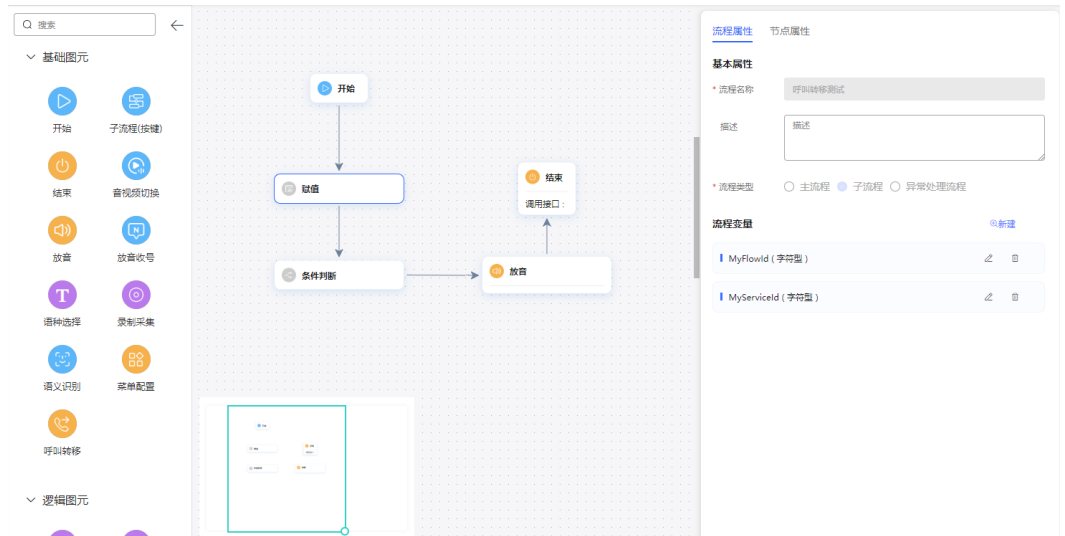 搜索
基础图元
开始
子流程(按键)
结束
音视频切换
放音
放音收号
T
N
语种选择
录制采集
语义识别
菜单配置
呼叫转移
逻辑图元
开始
赋值
条件判断
结束
调用接口 :
放音
流程属性 节点属性
基本属性
* 流程名称 呼叫转移测试
描述 描述
* 流程类型 主流程 子流程 异常处理流程
流程变量 新建
MyFlowId ( 字符型 )
MyServiceId ( 字符型 )